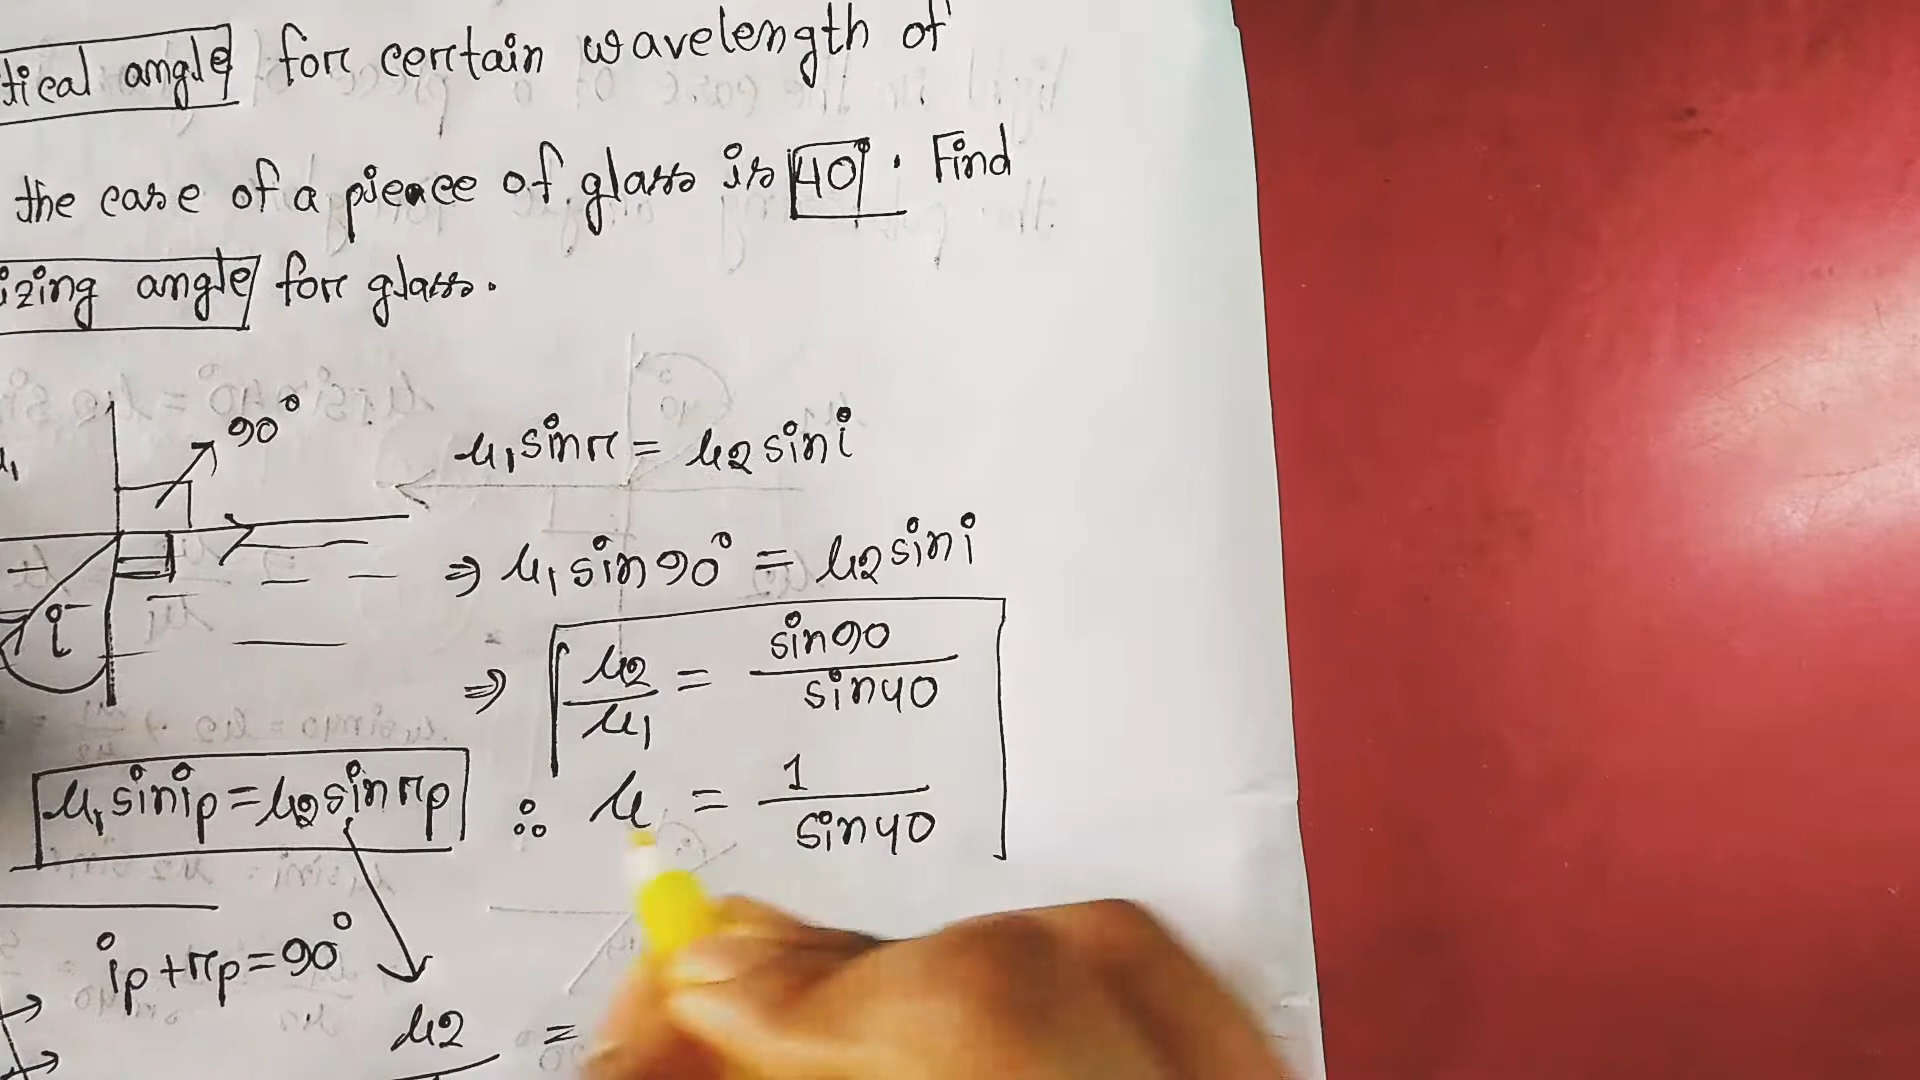 tical angle for certain wavelength of
the case of a pieace of glass is 40°. Find
izing angle for glass.
90°
μ₁
i
μ₁ sin r = μ₂ sin i
⇒ μ₁ sin 90° = μ₂ sin i
⇒ μ₂/μ₁ = sin90/sin40
∴ μ = 1/sin40
μ₁ sin ip = μ₂ sin rp
ip + rp = 90°
μ₂ =